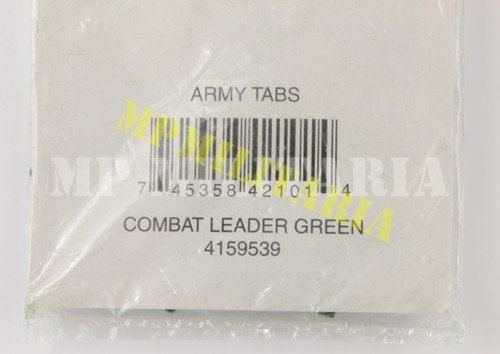 ARMY TABS
MPMILITARIA
MPMILITARIA
7 45358 42101 4
COMBAT LEADER GREEN
4159539